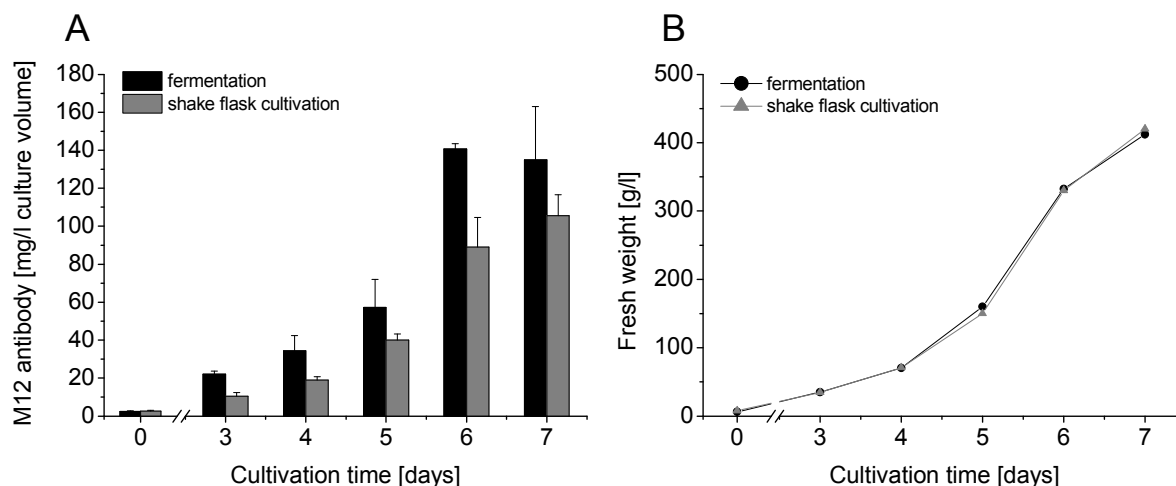 A
M12 antibody [mg/l culture volume]
180
160
140
120
100
80
60
40
20
0
fermentation
shake flask cultivation
0 3 4 5 6 7
Cultivation time [days]
B
Fresh weight [g/l]
500
400
300
200
100
0
fermentation
shake flask cultivation
0 3 4 5 6 7
Cultivation time [days]